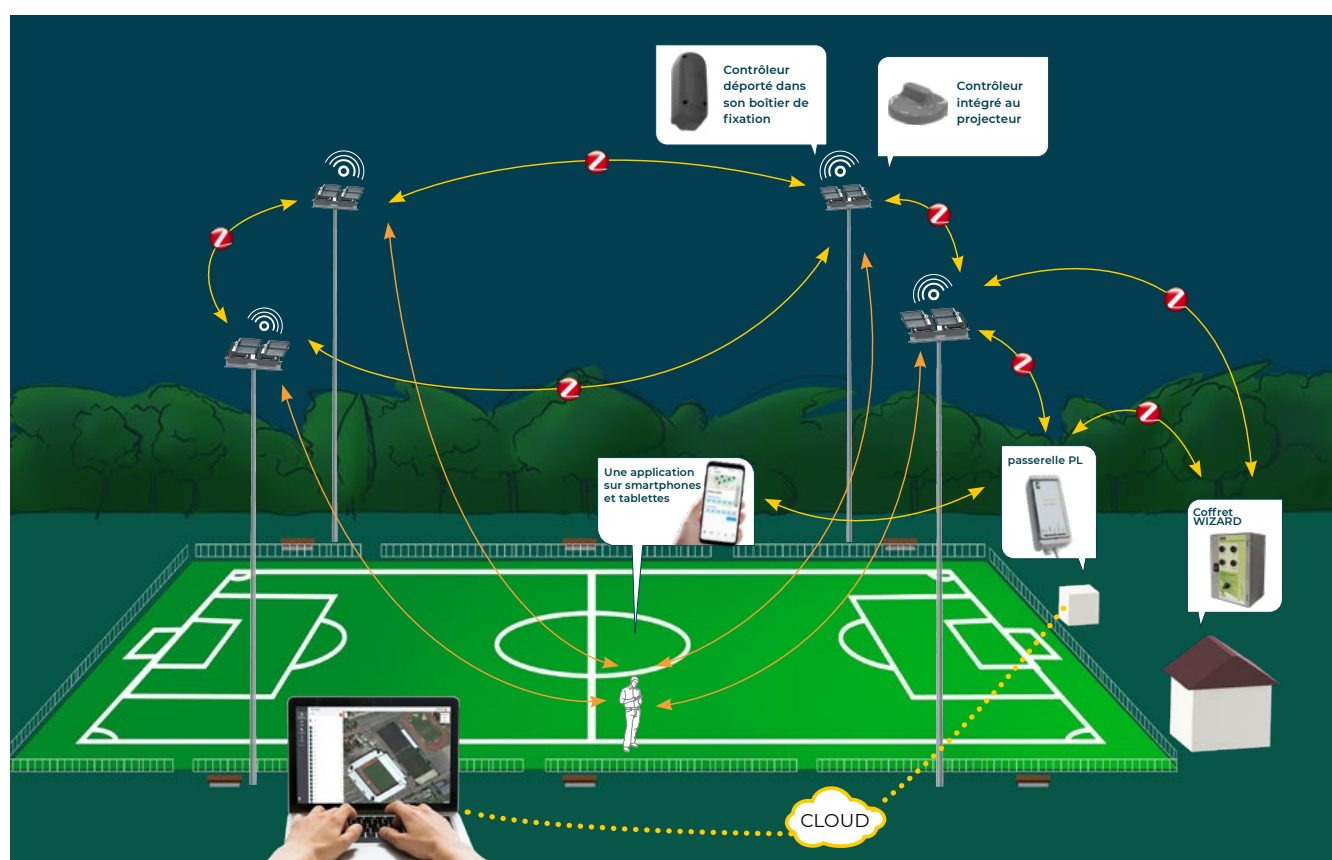 Contrôleur
déporté dans
son boîtier de
fixation
Contrôleur
intégré au
projecteur
Z
Z
Z
Z
Z
Z
Z
Une application
sur smartphones
et tablettes
passerelle PL
Coffret
WIZARD
CLOUD